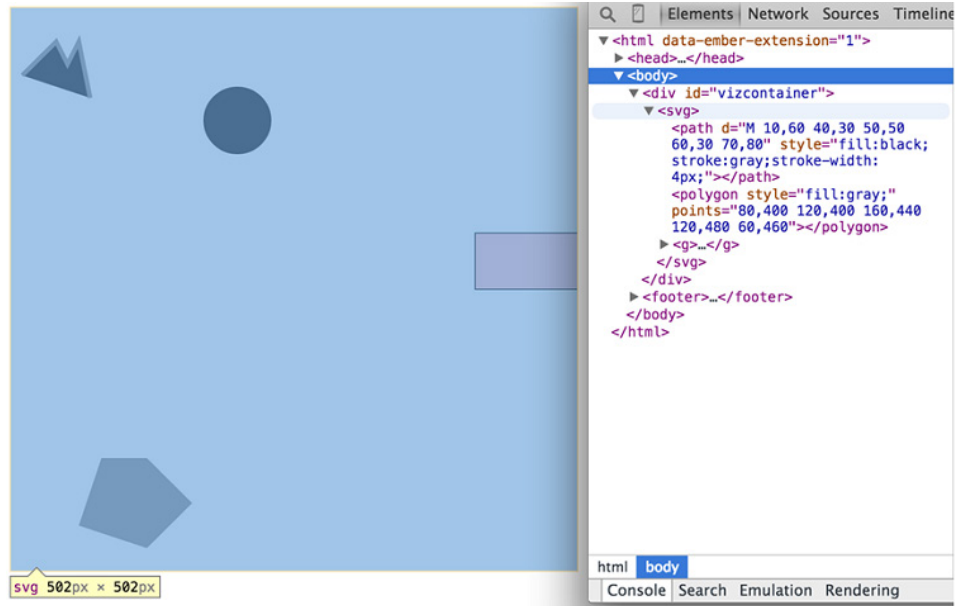 Elements Network Sources Timeline
▼<html data-ember-extension="1">
▶<head>…</head>
▼<body>
▼<div id="vizcontainer">
▼<svg>
<path d="M 10,60 40,30 50,50
60,30 70,80" style="fill:black;
stroke:gray;stroke-width:
4px;"></path>
<polygon style="fill:gray;"
points="80,400 120,400 160,440
120,480 60,460"></polygon>
▶<g>…</g>
</svg>
</div>
▶<footer>…</footer>
</body>
</html>
html body
Console Search Emulation Rendering
svg 502px × 502px